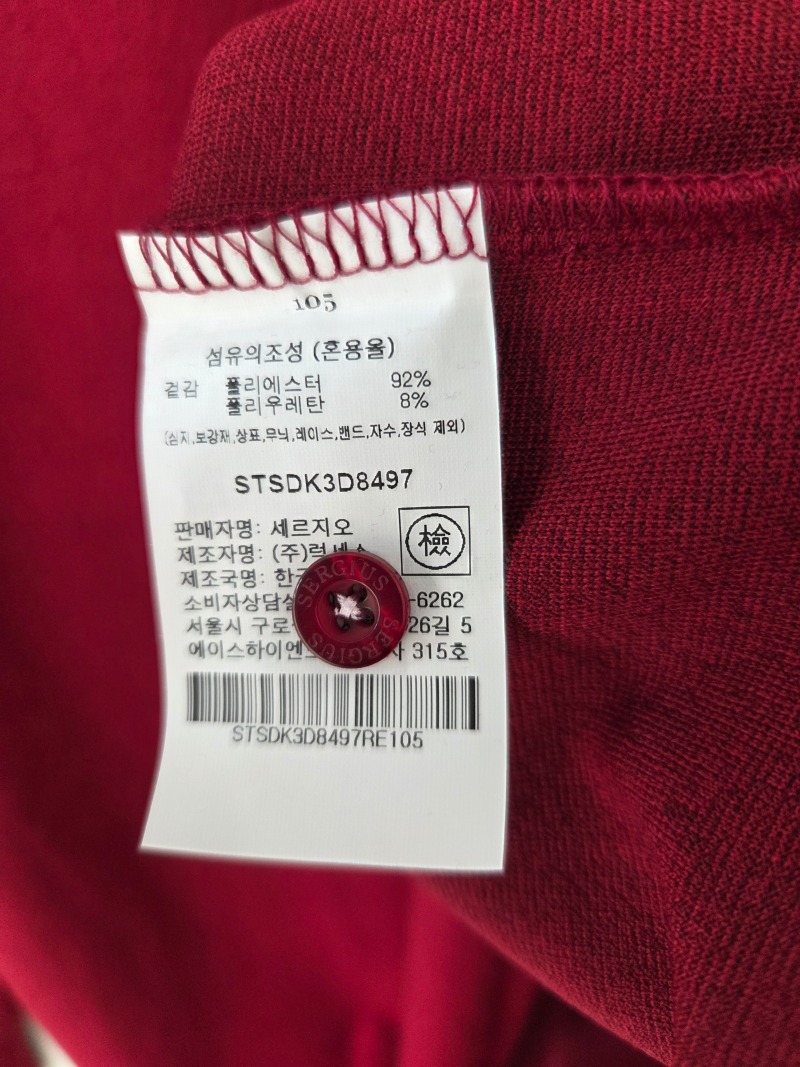 105
섬유의조성 (혼용율)
겉감 폴리에스터 92%
폴리우레탄 8%
(심지,보강재,상표,무늬,레이스,밴드,자수,장식 제외)
STSDK3D8497
판매자명: 세르지오
檢
제조자명: (주)럭
제조국명: 한
소비자상담 -6262
서울시 구로 26길 5
에이스하이엔 315호
SERGIUS SERGIUS
STSDK3D8497RE105